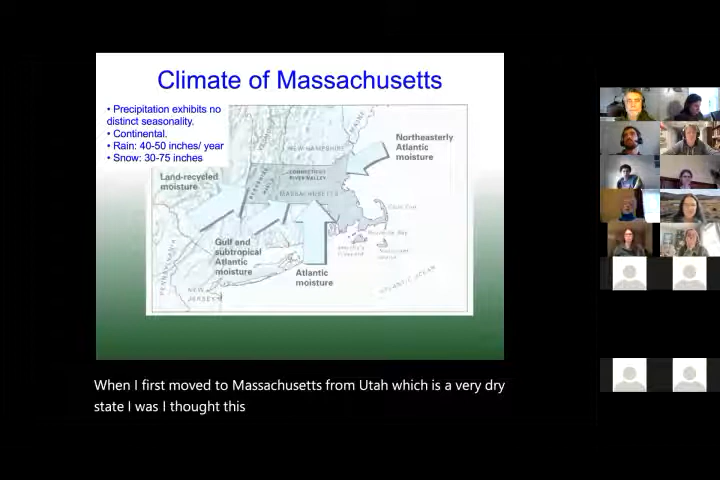 Climate of Massachusetts
• Precipitation exhibits no
distinct seasonality.
• Continental.
• Rain: 40-50 inches/ year
• Snow: 30-75 inches
Northeasterly
Atlantic
moisture
MAINE
NEW HAMPSHIRE
CONNECTICUT
RIVER VALLEY
MASSACHUSETTS
Land-recycled
moisture
Gulf and
subtropical
Atlantic
moisture
Atlantic
moisture
PENNSYLVANIA
NEW
JERSEY
ATLANTIC OCEAN
When I first moved to Massachusetts from Utah which is a very dry
state I was I thought this